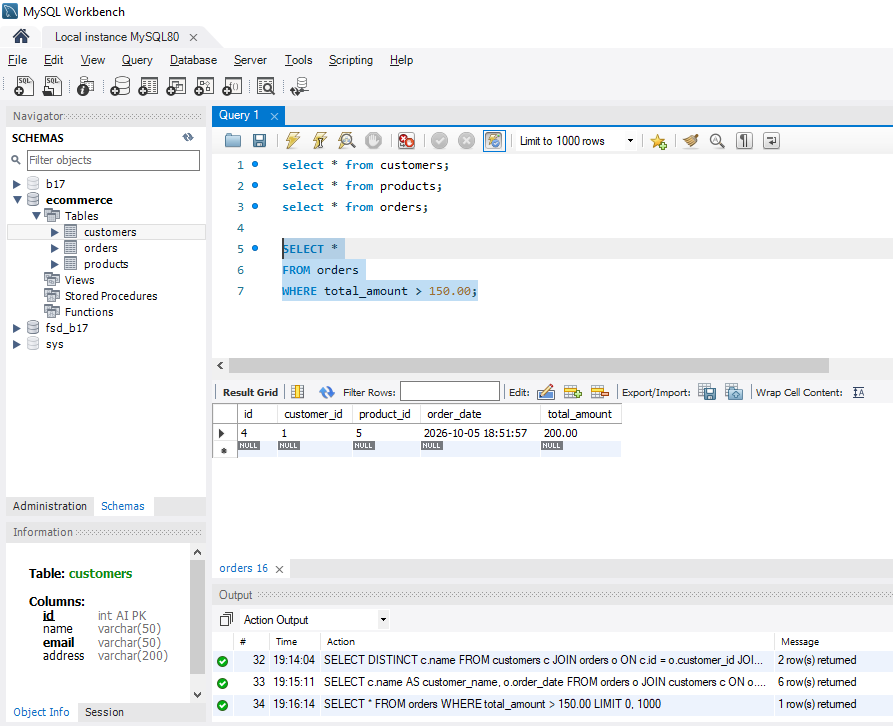 MySQL Workbench
Local instance MySQL80
File Edit View Query Database Server Tools Scripting Help
Navigator
SCHEMAS
Filter objects
b17
ecommerce
Tables
customers
orders
products
Views
Stored Procedures
Functions
fsd_b17
sys
Administration Schemas
Information
Table: customers
Columns:
id int AI PK
name varchar(50)
email varchar(50)
address varchar(200)
Object Info Session
Query 1
Limit to 1000 rows
1 select * from customers;
2 select * from products;
3 select * from orders;
4
5 SELECT *
6 FROM orders
7 WHERE total_amount > 150.00;
Result Grid Filter Rows: Edit: Export/Import: Wrap Cell Content:
id customer_id product_id order_date total_amount
4 1 5 2026-10-05 18:51:57 200.00
NULL NULL NULL NULL NULL
orders 16
Output
Action Output
# Time Action Message
32 19:14:04 SELECT DISTINCT c.name FROM customers c JOIN orders o ON c.id = o.customer_id JOI... 2 row(s) returned
33 19:15:11 SELECT c.name AS customer_name, o.order_date FROM orders o JOIN customers c ON o.... 6 row(s) returned
34 19:16:14 SELECT * FROM orders WHERE total_amount > 150.00 LIMIT 0, 1000 1 row(s) returned